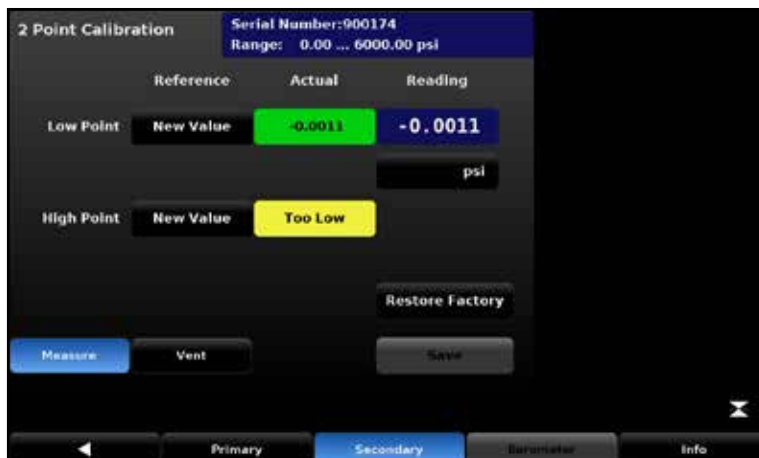 2 Point Calibration
Serial Number:900174
Range: 0.00 ... 6000.00 psi
Reference Actual Reading
Low Point New Value -0.0011 -0.0011
psi
High Point New Value Too Low
Restore Factory
Measure Vent Save
Primary Secondary Barometer Info